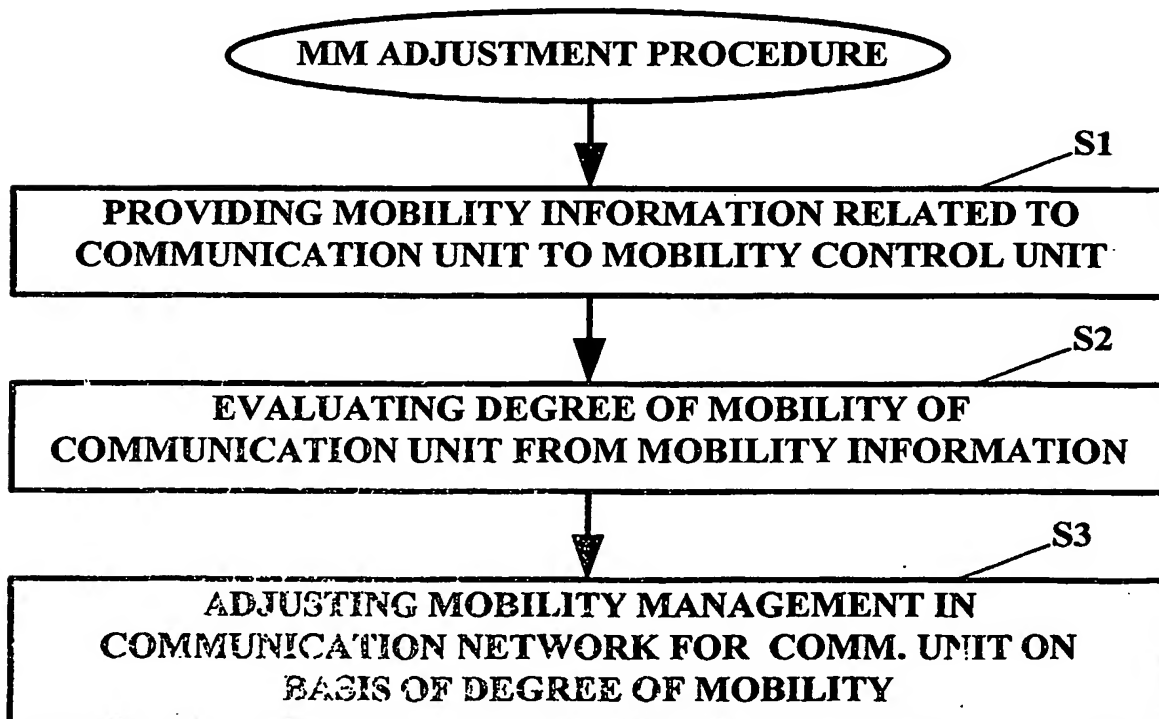 MM ADJUSTMENT PROCEDURE
S1
PROVIDING MOBILITY INFORMATION RELATED TO
COMMUNICATION UNIT TO MOBILITY CONTROL UNIT
S2
EVALUATING DEGREE OF MOBILITY OF
COMMUNICATION UNIT FROM MOBILITY INFORMATION
S3
ADJUSTING MOBILITY MANAGEMENT IN
COMMUNICATION NETWORK FOR COMM. UNIT ON
BASIS OF DEGREE OF MOBILITY